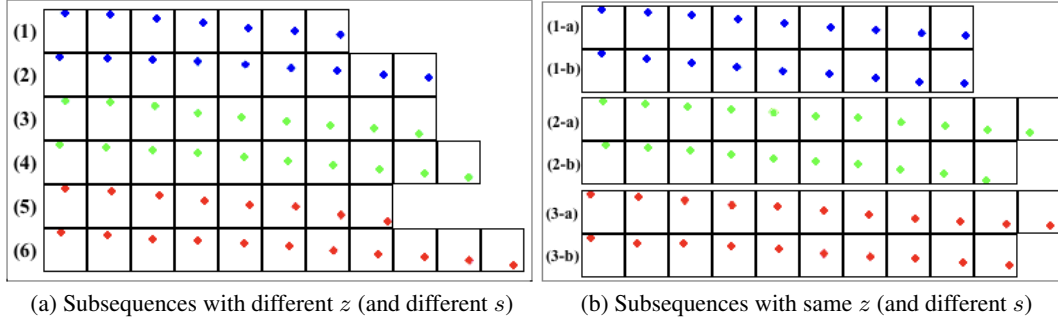 (1)
(2)
(3)
(4)
(5)
(6)
(a) Subsequences with different z (and different s)
(1-a)
(1-b)
(2-a)
(2-b)
(3-a)
(3-b)
(b) Subsequences with same z (and different s)